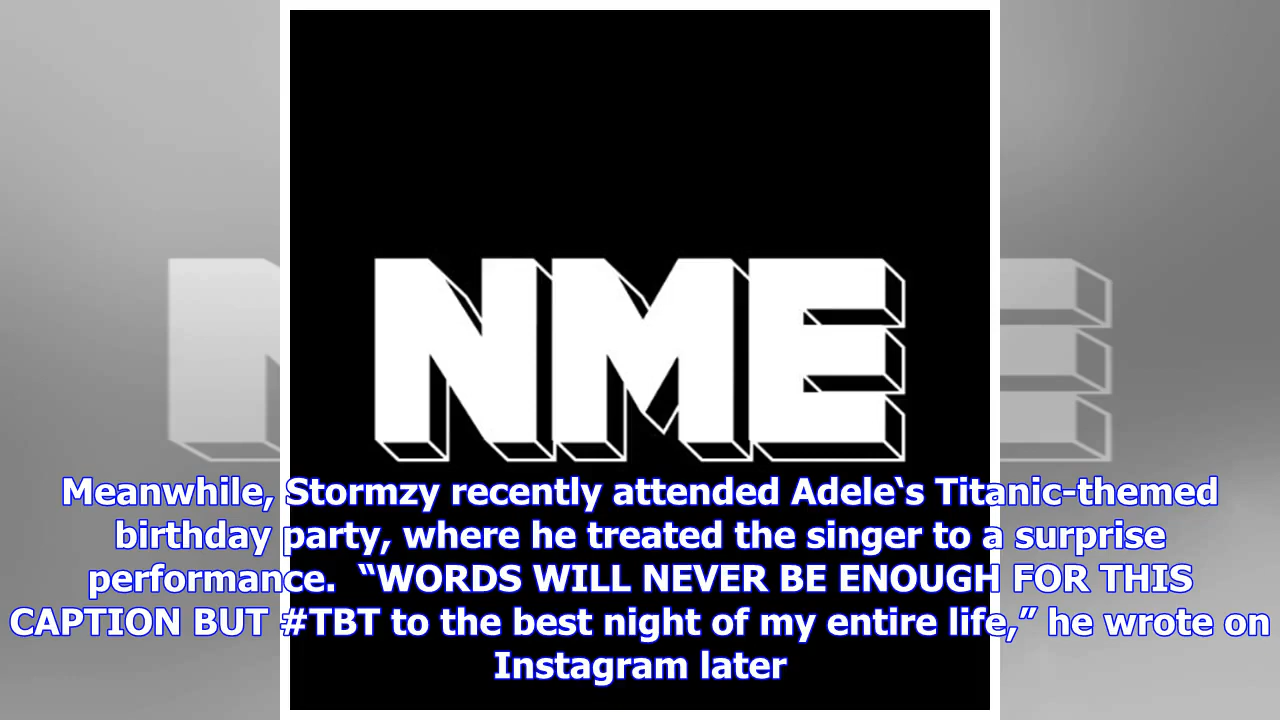 NME
Meanwhile, Stormzy recently attended Adele‘s Titanic-themed
birthday party, where he treated the singer to a surprise
performance.  “WORDS WILL NEVER BE ENOUGH FOR THIS
CAPTION BUT #TBT to the best night of my entire life,” he wrote on
Instagram later